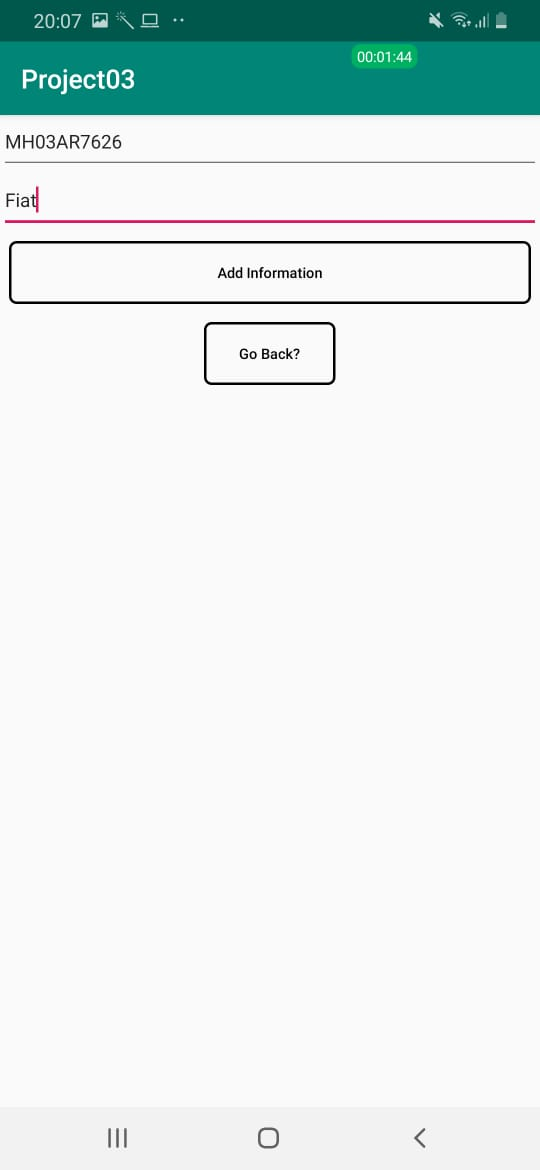 20:07
00:01:44
Project03
MH03AR7626
Fiat
Add Information
Go Back?